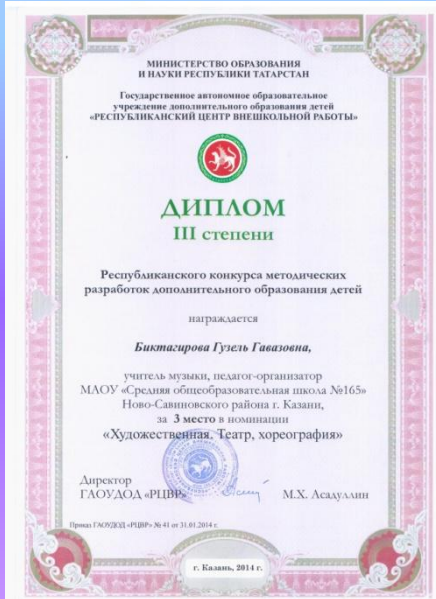 МИНИСТЕРСТВО ОБРАЗОВАНИЯ
И НАУКИ РЕСПУБЛИКИ ТАТАРСТАН
Государственное автономное образовательное
учреждение дополнительного образования детей
«РЕСПУБЛИКАНСКИЙ ЦЕНТР ВНЕШКОЛЬНОЙ РАБОТЫ»
ДИПЛОМ
III степени
Республиканского конкурса методических
разработок дополнительного образования детей
награждается
Биктагирова Гузель Гавазовна,
учитель музыки, педагог-организатор
МАОУ «Средняя общеобразовательная школа №165»
Ново-Савиновского района г. Казани,
за 3 место в номинации
«Художественная. Театр, хореография»
Директор
ГАОУДОД «РЦВР» М.Х. Асадуллин
Приказ ГАОУДОД «РЦВР» № 41 от 31.01.2014 г.
г. Казань, 2014 г.